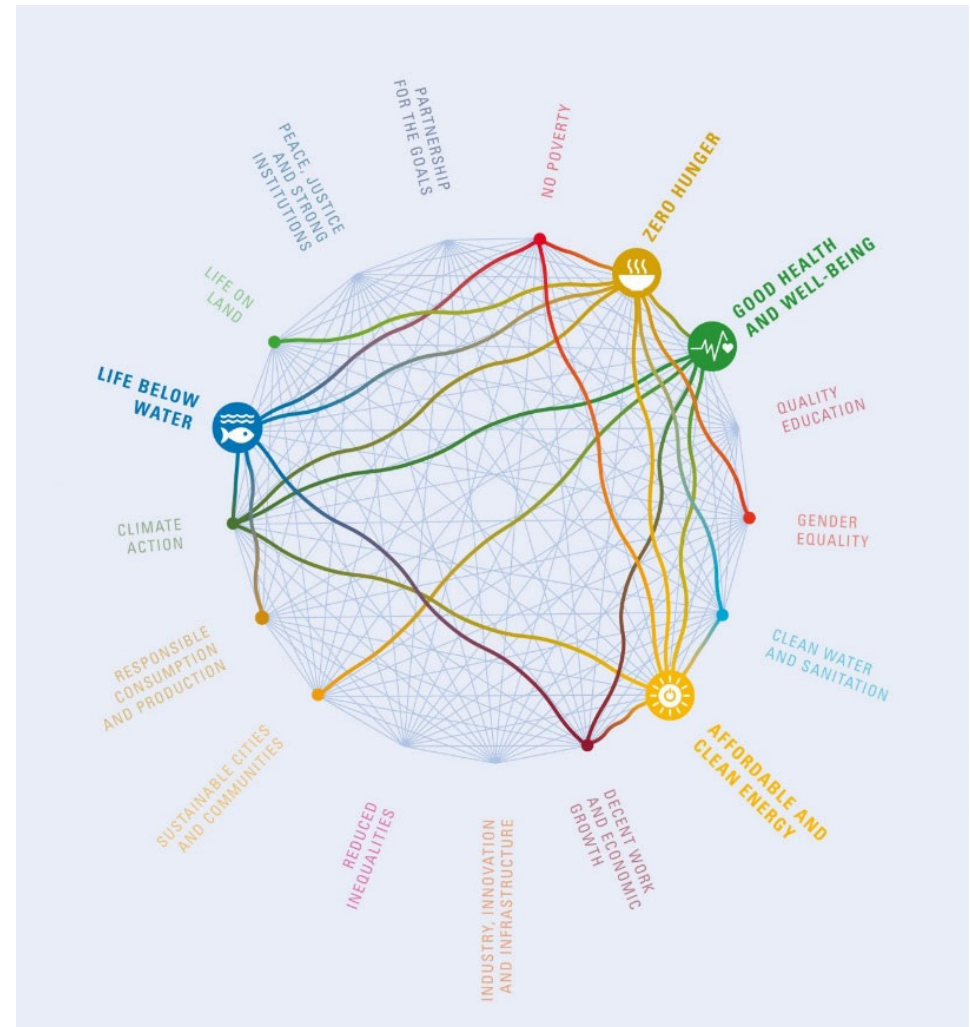 NO POVERTY
ZERO HUNGER
GOOD HEALTH
AND WELL-BEING
QUALITY
EDUCATION
GENDER
EQUALITY
CLEAN WATER
AND SANITATION
AFFORDABLE AND
CLEAN ENERGY
DECENT WORK
AND ECONOMIC
GROWTH
INDUSTRY, INNOVATION
AND INFRASTRUCTURE
REDUCED
INEQUALITIES
SUSTAINABLE CITIES
AND COMMUNITIES
RESPONSIBLE
CONSUMPTION
AND PRODUCTION
CLIMATE
ACTION
LIFE BELOW
WATER
LIFE ON
LAND
PEACE, JUSTICE
AND STRONG
INSTITUTIONS
PARTNERSHIP
FOR THE GOALS